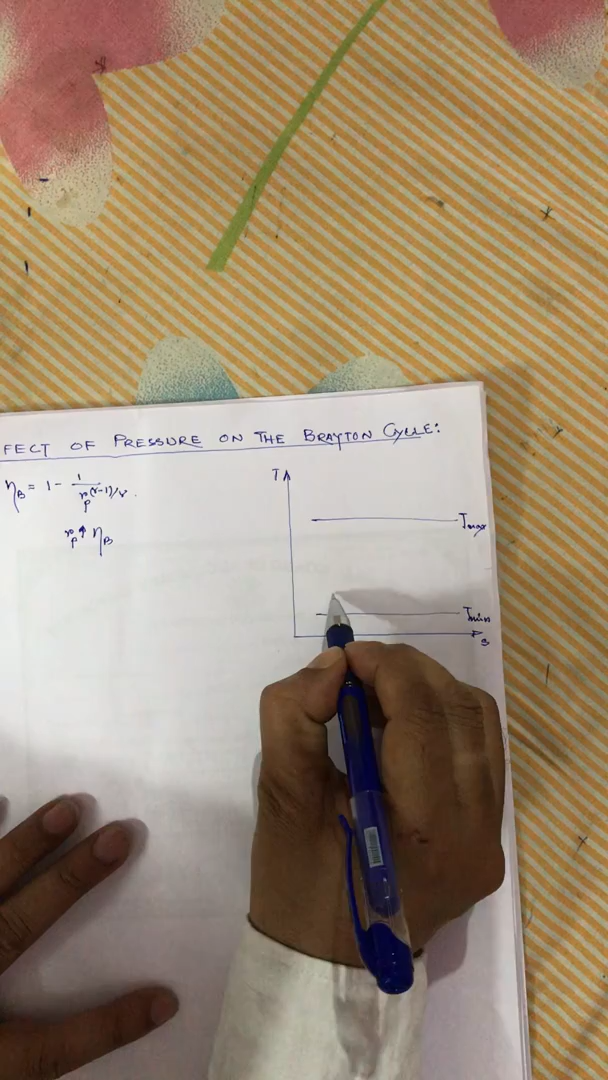 FECT OF PRESSURE ON THE BRAYTON CYCLE:
ηB = 1 - 1/rp^(γ-1)/γ.
rp↑ ηB
T
Tmax
Tmin
S